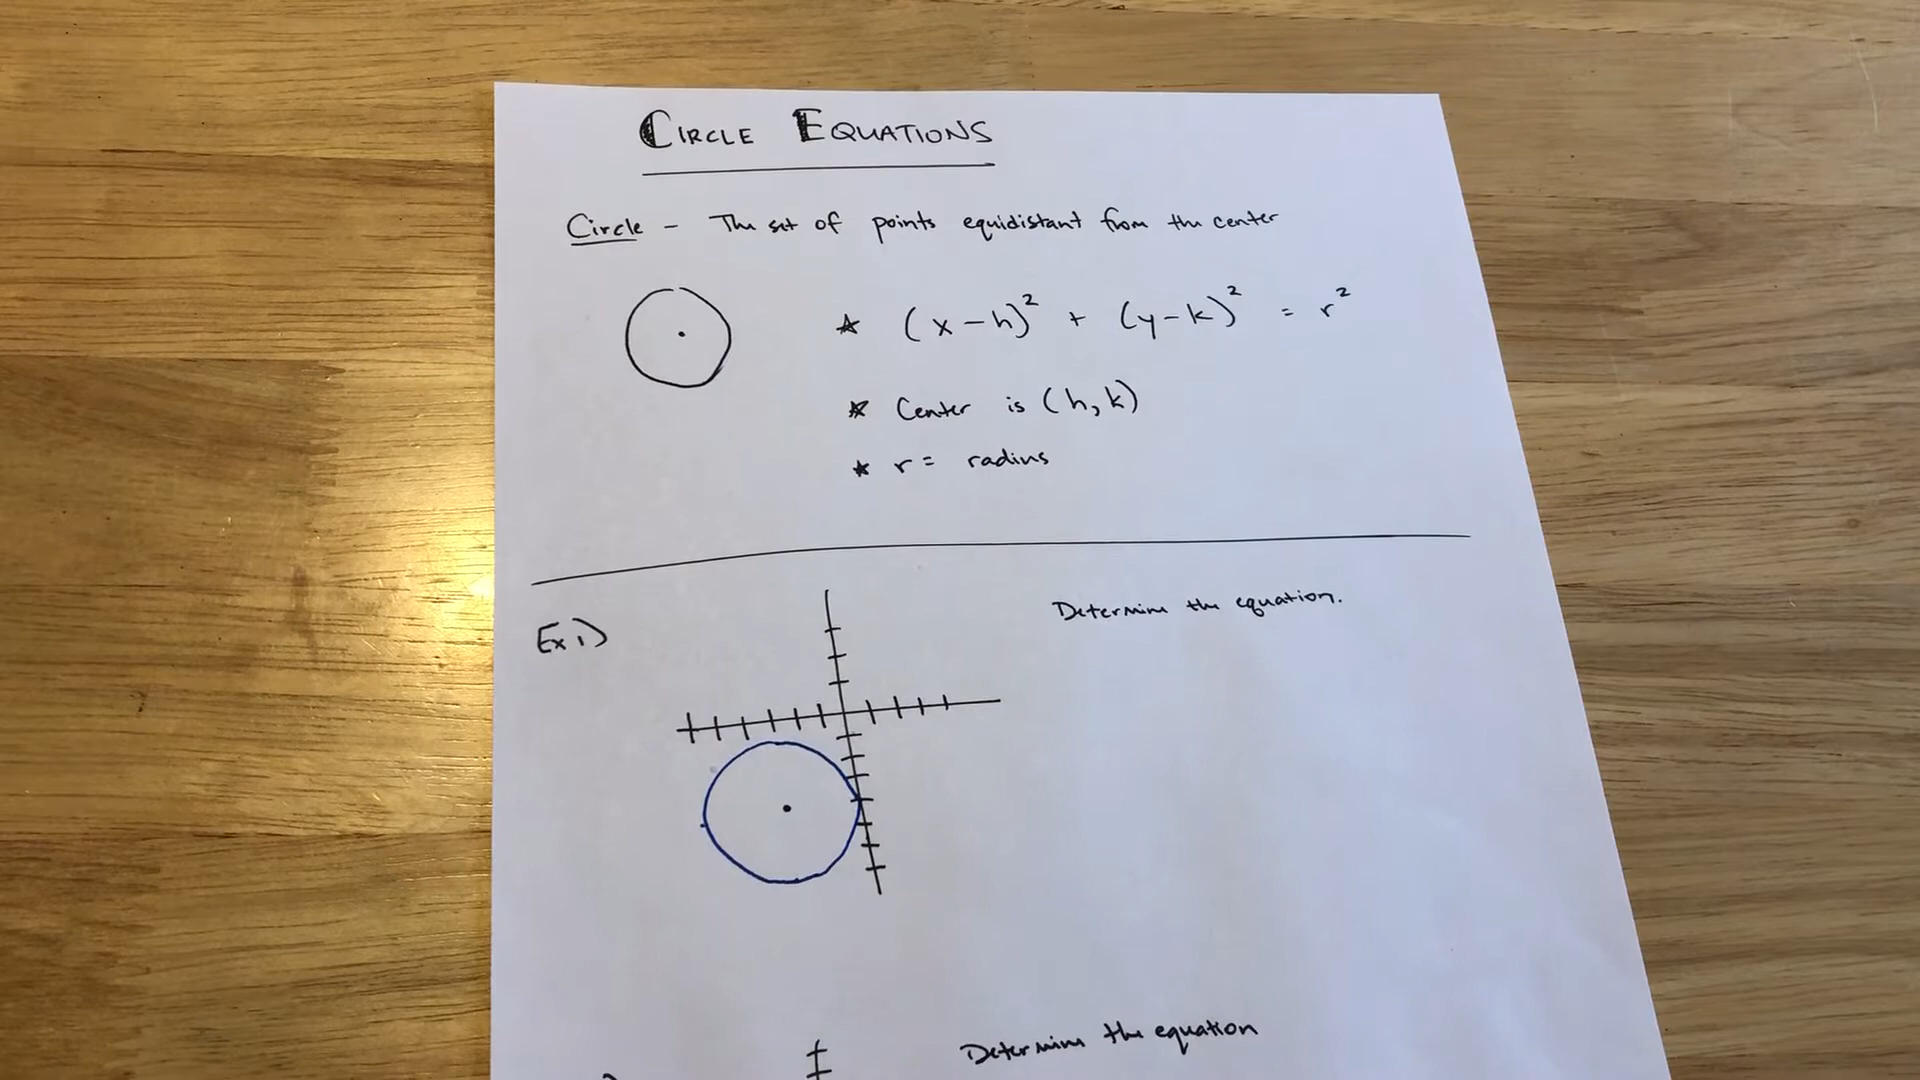 CIRCLE EQUATIONS
Circle - The set of points equidistant from the center
★ (x-h)² + (y-k)² = r²
★ Center is (h,k)
★ r = radius
Ex 1)
Determine the equation.
Determine the equation